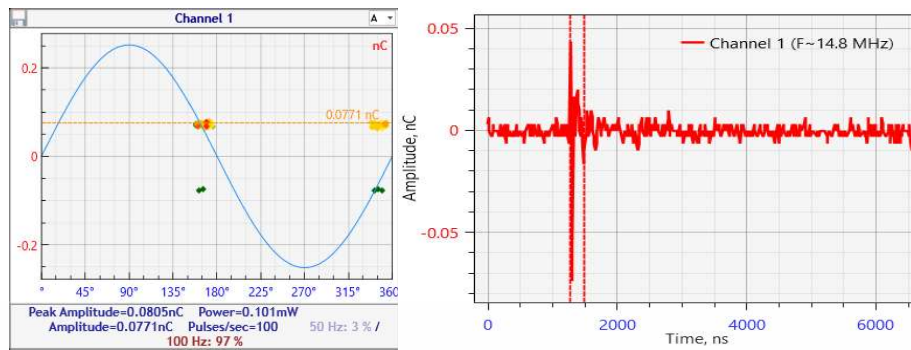 Channel 1
A
nC
0.2
0.0771 nC
0
-0.2
0° 45° 90° 135° 180° 225° 270° 315° 360
Peak Amplitude=0.0805nC Power=0.101mW
Amplitude=0.0771nC Pulses/sec=100 50 Hz: 3 % /
100 Hz: 97 %
0.05
Channel 1 (F~14.8 MHz)
Amplitude, nC
0
-0.05
0 2000 4000 6000
Time, ns